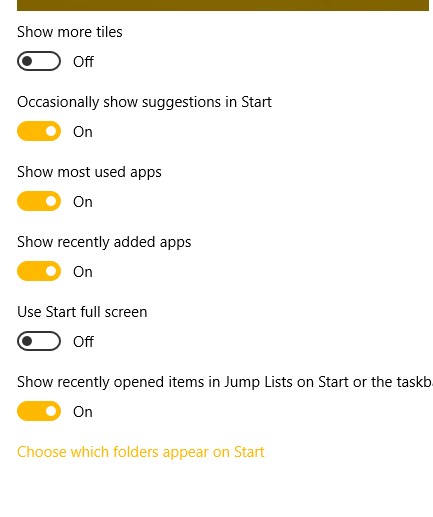 Show more tiles
Off
Occasionally show suggestions in Start
On
Show most used apps
On
Show recently added apps
On
Use Start full screen
Off
Show recently opened items in Jump Lists on Start or the taskb
On
Choose which folders appear on Start